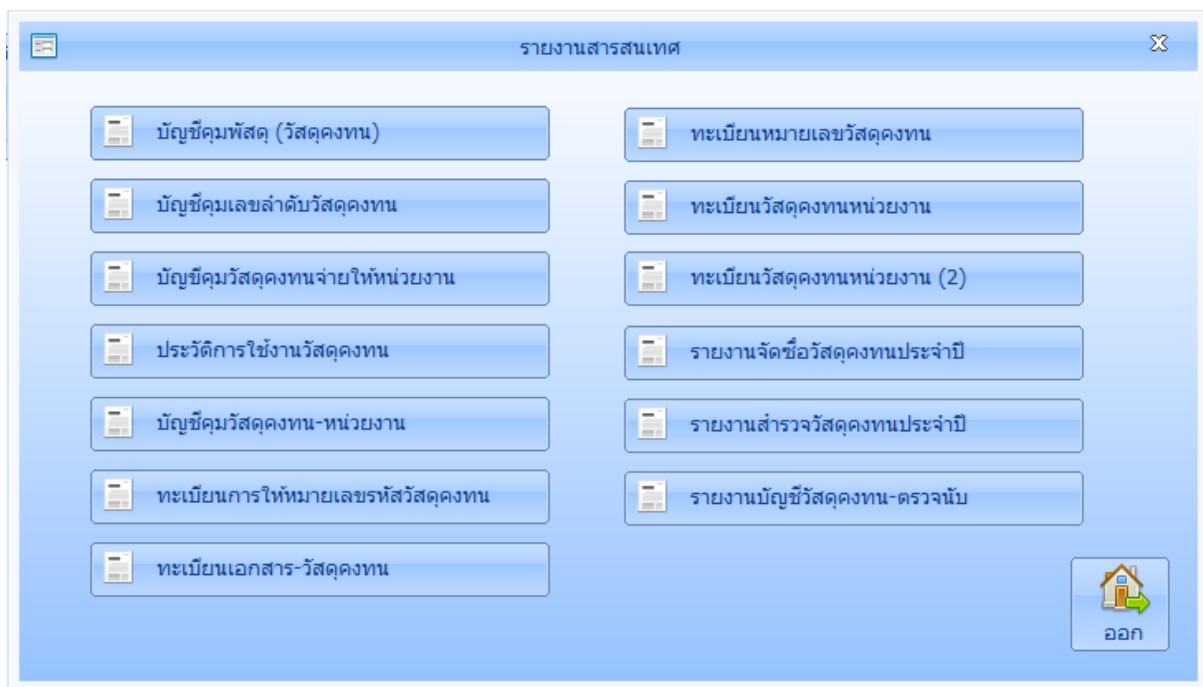 รายงานสารสนเทศ
บัญชีคุมพัสดุ (วัสดุคงทน)
บัญชีคุมเลขลำดับวัสดุคงทน
บัญชีคุมวัสดุคงทนจ่ายให้หน่วยงาน
ประวัติการใช้งานวัสดุคงทน
บัญชีคุมวัสดุคงทน-หน่วยงาน
ทะเบียนการให้หมายเลขรหัสวัสดุคงทน
ทะเบียนเอกสาร-วัสดุคงทน
ทะเบียนหมายเลขวัสดุคงทน
ทะเบียนวัสดุคงทนหน่วยงาน
ทะเบียนวัสดุคงทนหน่วยงาน (2)
รายงานจัดซื้อวัสดุคงทนประจำปี
รายงานสำรวจวัสดุคงทนประจำปี
รายงานบัญชีวัสดุคงทน-ตรวจนับ
ออก